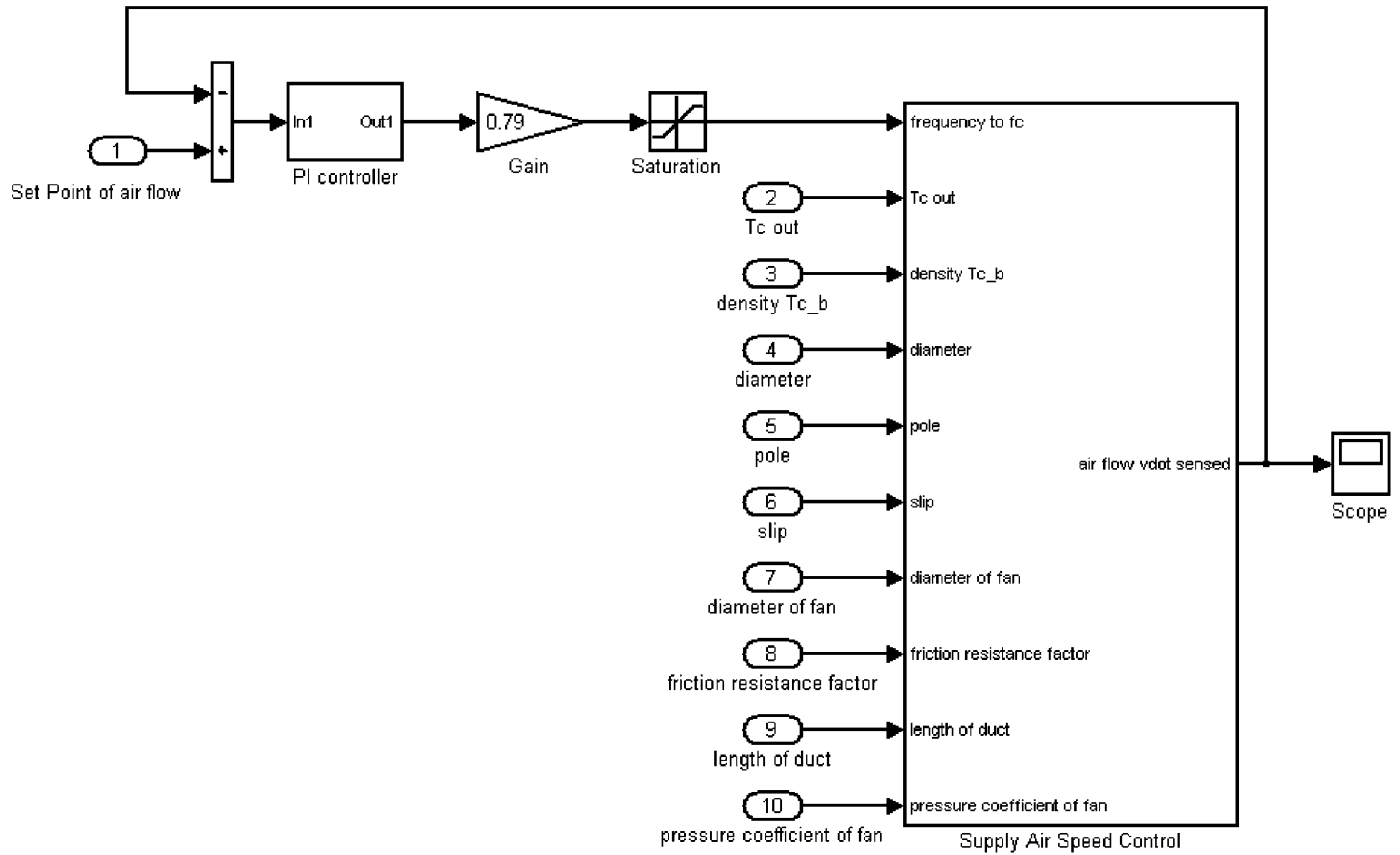 -
+
1
Set Point of air flow
In1 Out1
PI controller
0.79
Gain
Saturation
frequency to fc
2
Tc out
Tc out
3
density Tc_b
density Tc_b
4
diameter
diameter
5
pole
pole
6
slip
slip
7
diameter of fan
diameter of fan
8
friction resistance factor
friction resistance factor
9
length of duct
length of duct
10
pressure coefficient of fan
pressure coefficient of fan
air flow vdot sensed
Supply Air Speed Control
Scope